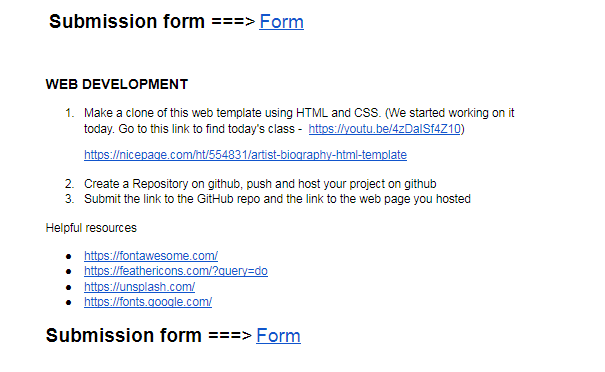 Submission form ===> Form
WEB DEVELOPMENT
1. Make a clone of this web template using HTML and CSS. (We started working on it
today. Go to this link to find today's class - https://youtu.be/4zDaISf4Z10)
https://nicepage.com/ht/554831/artist-biography-html-template
2. Create a Repository on github, push and host your project on github
3. Submit the link to the GitHub repo and the link to the web page you hosted
Helpful resources
● https://fontawesome.com/
● https://feathericons.com/?query=do
● https://unsplash.com/
● https://fonts.google.com/
Submission form ===> Form